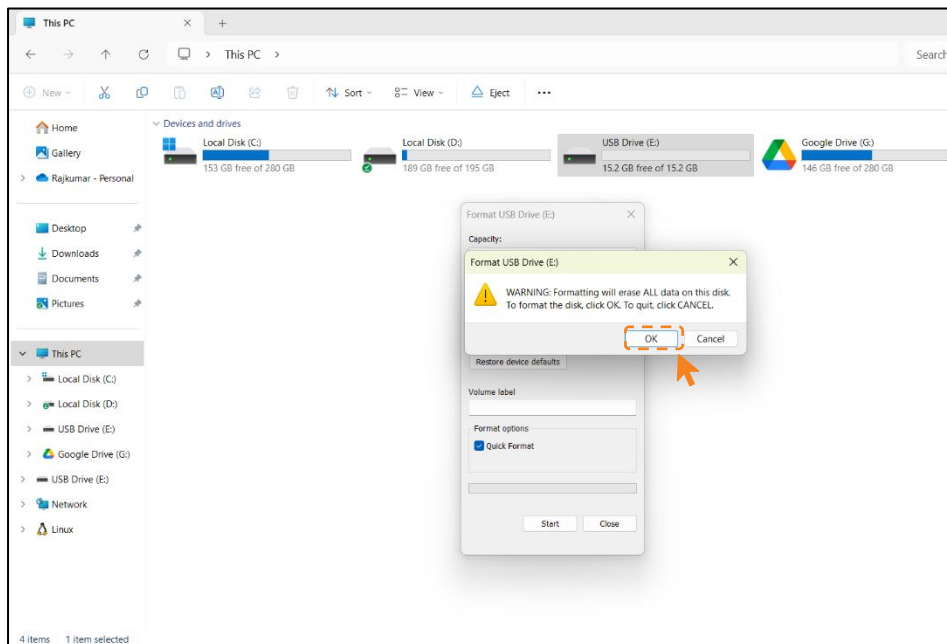 This PC
This PC
Search
New
Sort
View
Eject
Home
Gallery
Rajkumar - Personal
Desktop
Downloads
Documents
Pictures
This PC
Local Disk (C:)
Local Disk (D:)
USB Drive (E:)
Google Drive (G:)
USB Drive (E:)
Network
Linux
Devices and drives
Local Disk (C:)
153 GB free of 280 GB
Local Disk (D:)
189 GB free of 195 GB
USB Drive (E:)
15.2 GB free of 15.2 GB
Google Drive (G:)
146 GB free of 280 GB
Format USB Drive (E:)
Capacity:
Format USB Drive (E:)
WARNING: Formatting will erase ALL data on this disk.
To format the disk, click OK. To quit, click CANCEL.
OK
Cancel
Restore device defaults
Volume label
Format options
Quick Format
Start
Close
4 items
1 item selected